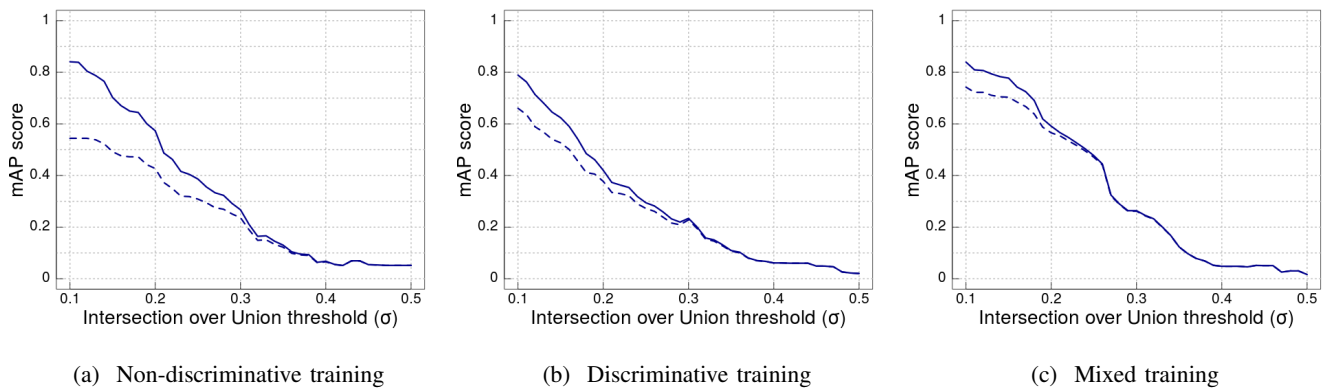 1
0.8
0.6
0.4
0.2
0
mAP score
0.1 0.2 0.3 0.4 0.5
Intersection over Union threshold (σ)
(a) Non-discriminative training
1
0.8
0.6
0.4
0.2
0
mAP score
0.1 0.2 0.3 0.4 0.5
Intersection over Union threshold (σ)
(b) Discriminative training
1
0.8
0.6
0.4
0.2
0
mAP score
0.1 0.2 0.3 0.4 0.5
Intersection over Union threshold (σ)
(c) Mixed training